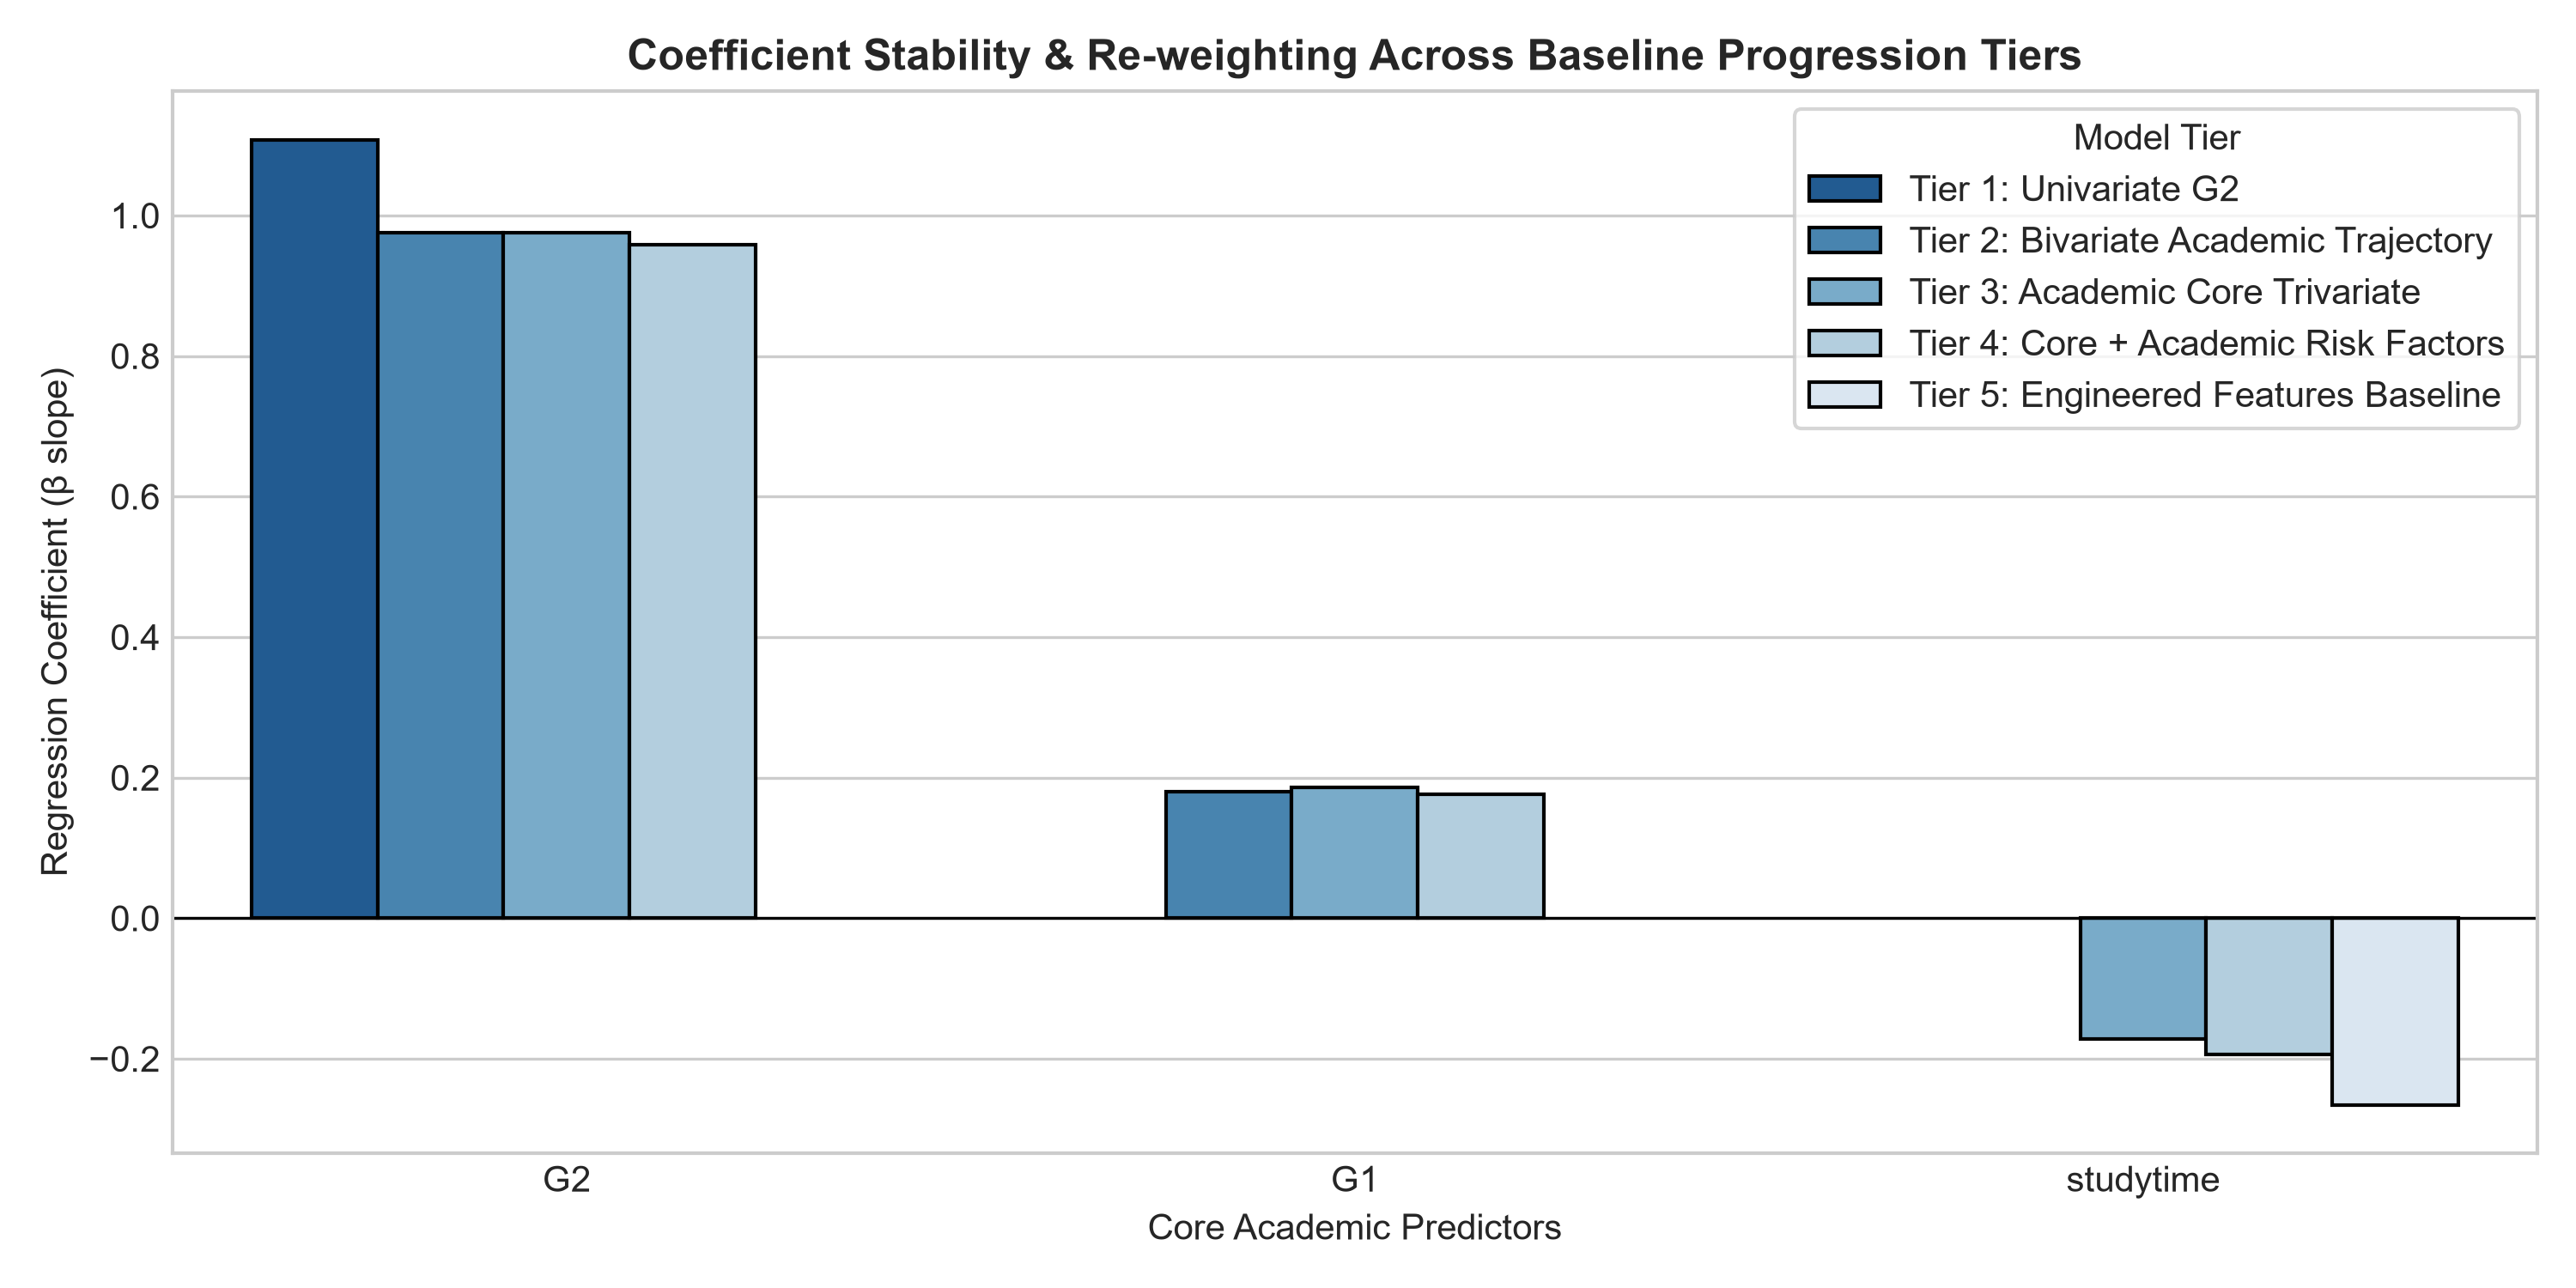 Coefficient Stability & Re-weighting Across Baseline Progression Tiers
Model Tier
Tier 1: Univariate G2
Tier 2: Bivariate Academic Trajectory
Tier 3: Academic Core Trivariate
Tier 4: Core + Academic Risk Factors
Tier 5: Engineered Features Baseline
Regression Coefficient (β slope)
1.0
0.8
0.6
0.4
0.2
0.0
−0.2
G2
G1
studytime
Core Academic Predictors